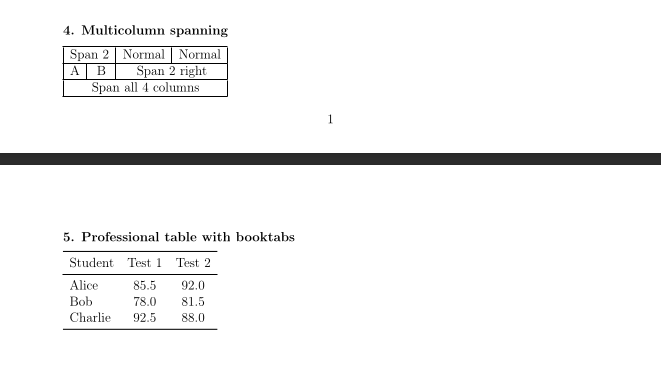 4. Multicolumn spanning
Span 2 Normal Normal
A B Span 2 right
Span all 4 columns
1
5. Professional table with booktabs
Student Test 1 Test 2
Alice 85.5 92.0
Bob 78.0 81.5
Charlie 92.5 88.0